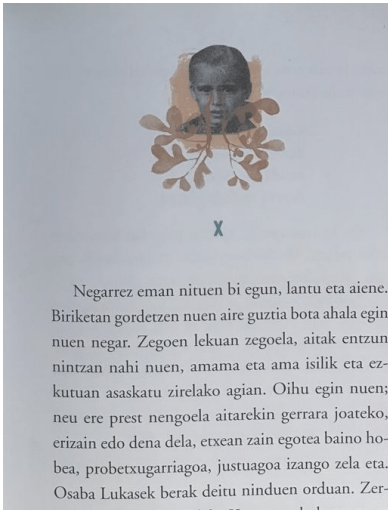 X
Negarrez eman nituen bi egun, lantu eta aiene.
Biriketan gordetzen nuen aire guztia bota ahala egin
nuen negar. Zegoen lekuan zegoela, aitak entzun
nintzan nahi nuen, amama eta ama isilik eta ez-
kutuan asaskatu zirelako agian. Oihu egin nuen;
neu ere prest nengoela aitarekin gerrara joateko,
erizain edo dena dela, etxean zain egotea baino ho-
bea, probetxugarriagoa, justuagoa izango zela eta.
Osaba Lukasek berak deitu ninduen orduan. Zer-